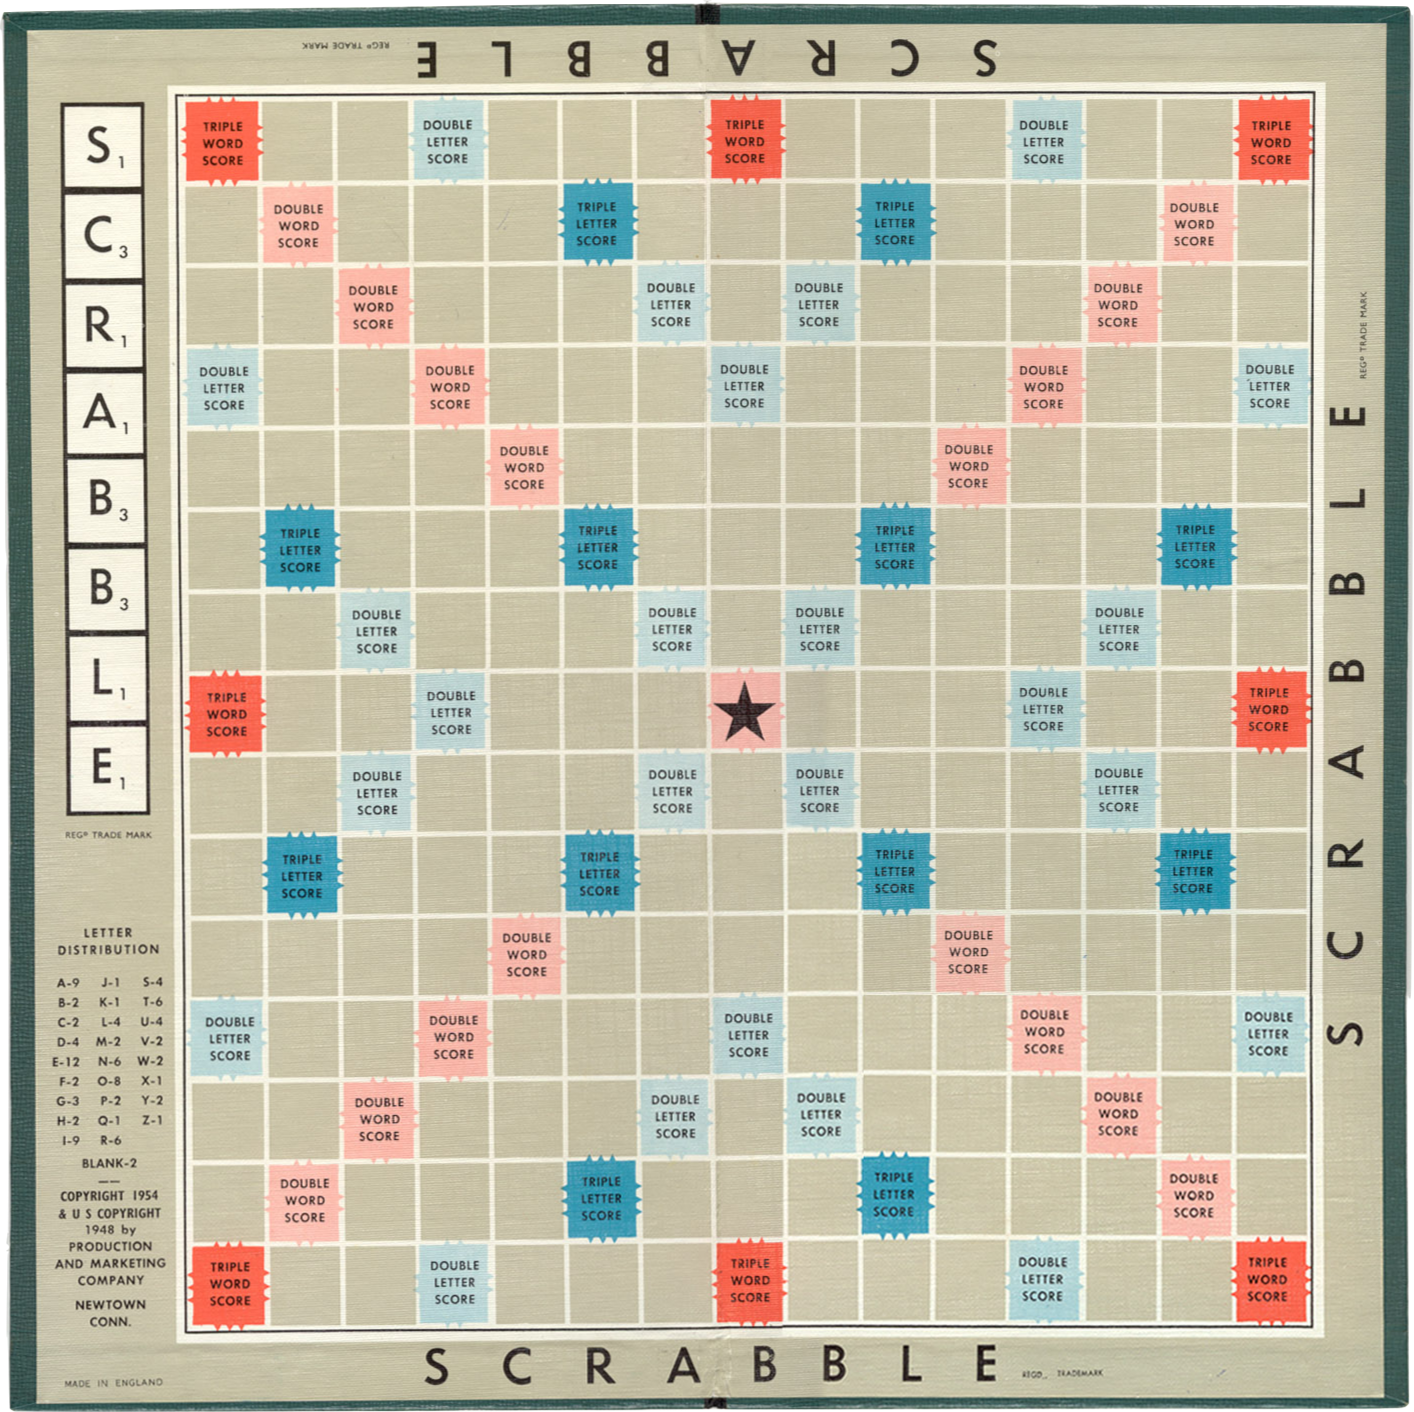 SCRABBLE
REGD TRADE MARK
S1
C3
R1
A1
B3
B3
L1
E1
REGD TRADE MARK
LETTER
DISTRIBUTION
A-9 J-1 S-4
B-2 K-1 T-6
C-2 L-4 U-4
D-4 M-2 V-2
E-12 N-6 W-2
F-2 O-8 X-1
G-3 P-2 Y-2
H-2 Q-1 Z-1
I-9 R-6
BLANK-2
COPYRIGHT 1954
& U S COPYRIGHT
1948 by
PRODUCTION
AND MARKETING
COMPANY
NEWTOWN
CONN.
MADE IN ENGLAND
TRIPLE DOUBLE TRIPLE DOUBLE TRIPLE
WORD LETTER WORD LETTER WORD
SCORE SCORE SCORE SCORE SCORE
DOUBLE TRIPLE TRIPLE DOUBLE
WORD LETTER LETTER WORD
SCORE SCORE SCORE SCORE
DOUBLE DOUBLE DOUBLE DOUBLE
WORD LETTER LETTER WORD
SCORE SCORE SCORE SCORE
DOUBLE DOUBLE DOUBLE DOUBLE DOUBLE
LETTER WORD LETTER WORD LETTER
SCORE SCORE SCORE SCORE SCORE
DOUBLE DOUBLE
WORD WORD
SCORE SCORE
TRIPLE TRIPLE TRIPLE TRIPLE
LETTER LETTER LETTER LETTER
SCORE SCORE SCORE SCORE
DOUBLE DOUBLE DOUBLE DOUBLE
LETTER LETTER LETTER LETTER
SCORE SCORE SCORE SCORE
TRIPLE DOUBLE DOUBLE TRIPLE
WORD LETTER LETTER WORD
SCORE SCORE SCORE SCORE
DOUBLE DOUBLE DOUBLE DOUBLE
LETTER LETTER LETTER LETTER
SCORE SCORE SCORE SCORE
TRIPLE TRIPLE TRIPLE TRIPLE
LETTER LETTER LETTER LETTER
SCORE SCORE SCORE SCORE
DOUBLE DOUBLE
WORD WORD
SCORE SCORE
DOUBLE DOUBLE DOUBLE DOUBLE DOUBLE
LETTER WORD LETTER WORD LETTER
SCORE SCORE SCORE SCORE SCORE
DOUBLE DOUBLE DOUBLE DOUBLE
WORD LETTER LETTER WORD
SCORE SCORE SCORE SCORE
DOUBLE TRIPLE TRIPLE DOUBLE
WORD LETTER LETTER WORD
SCORE SCORE SCORE SCORE
TRIPLE DOUBLE TRIPLE DOUBLE TRIPLE
WORD LETTER WORD LETTER WORD
SCORE SCORE SCORE SCORE SCORE
SCRABBLE
REGD TRADE MARK
SCRABBLE
REGD. TRADEMARK